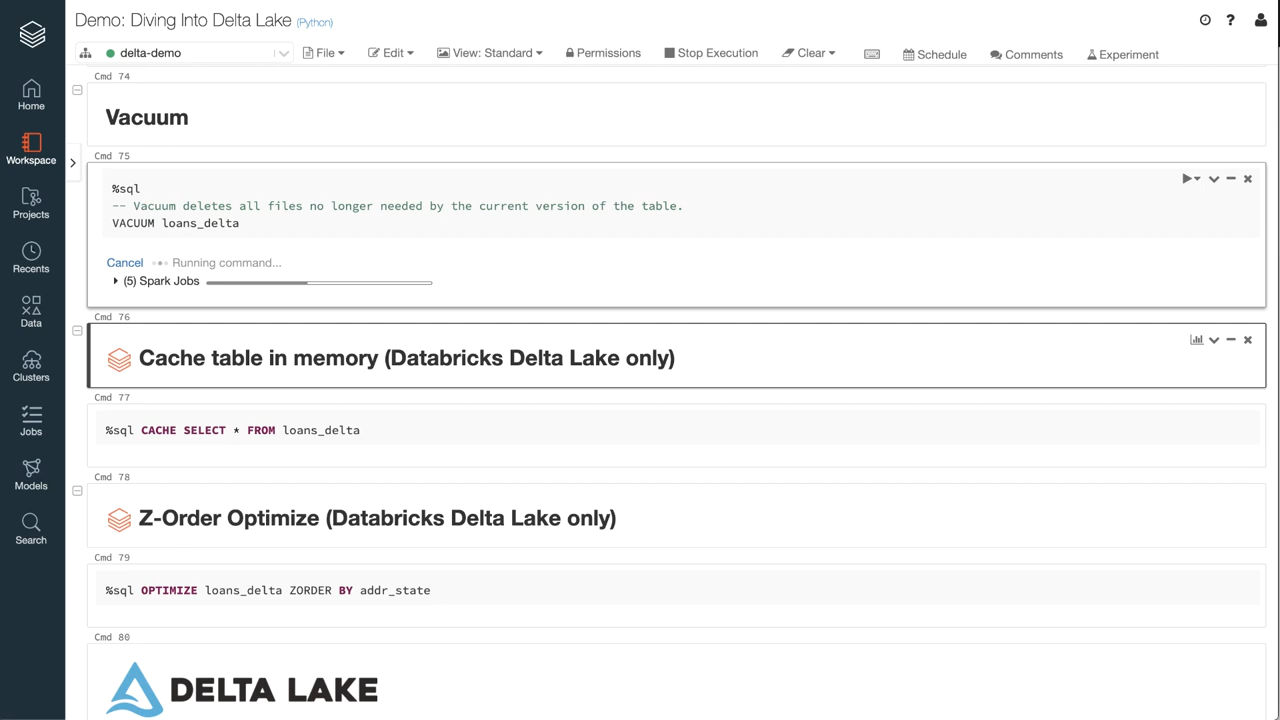 Demo: Diving Into Delta Lake (Python)
delta-demo File Edit View: Standard Permissions Stop Execution Clear Schedule Comments Experiment
Home
Workspace
Projects
Recents
Data
Clusters
Jobs
Models
Search
Cmd 74
Vacuum
Cmd 75
%sql
-- Vacuum deletes all files no longer needed by the current version of the table.
VACUUM loans_delta
Cancel Running command...
(5) Spark Jobs
Cmd 76
Cache table in memory (Databricks Delta Lake only)
Cmd 77
%sql CACHE SELECT * FROM loans_delta
Cmd 78
Z-Order Optimize (Databricks Delta Lake only)
Cmd 79
%sql OPTIMIZE loans_delta ZORDER BY addr_state
Cmd 80
DELTA LAKE